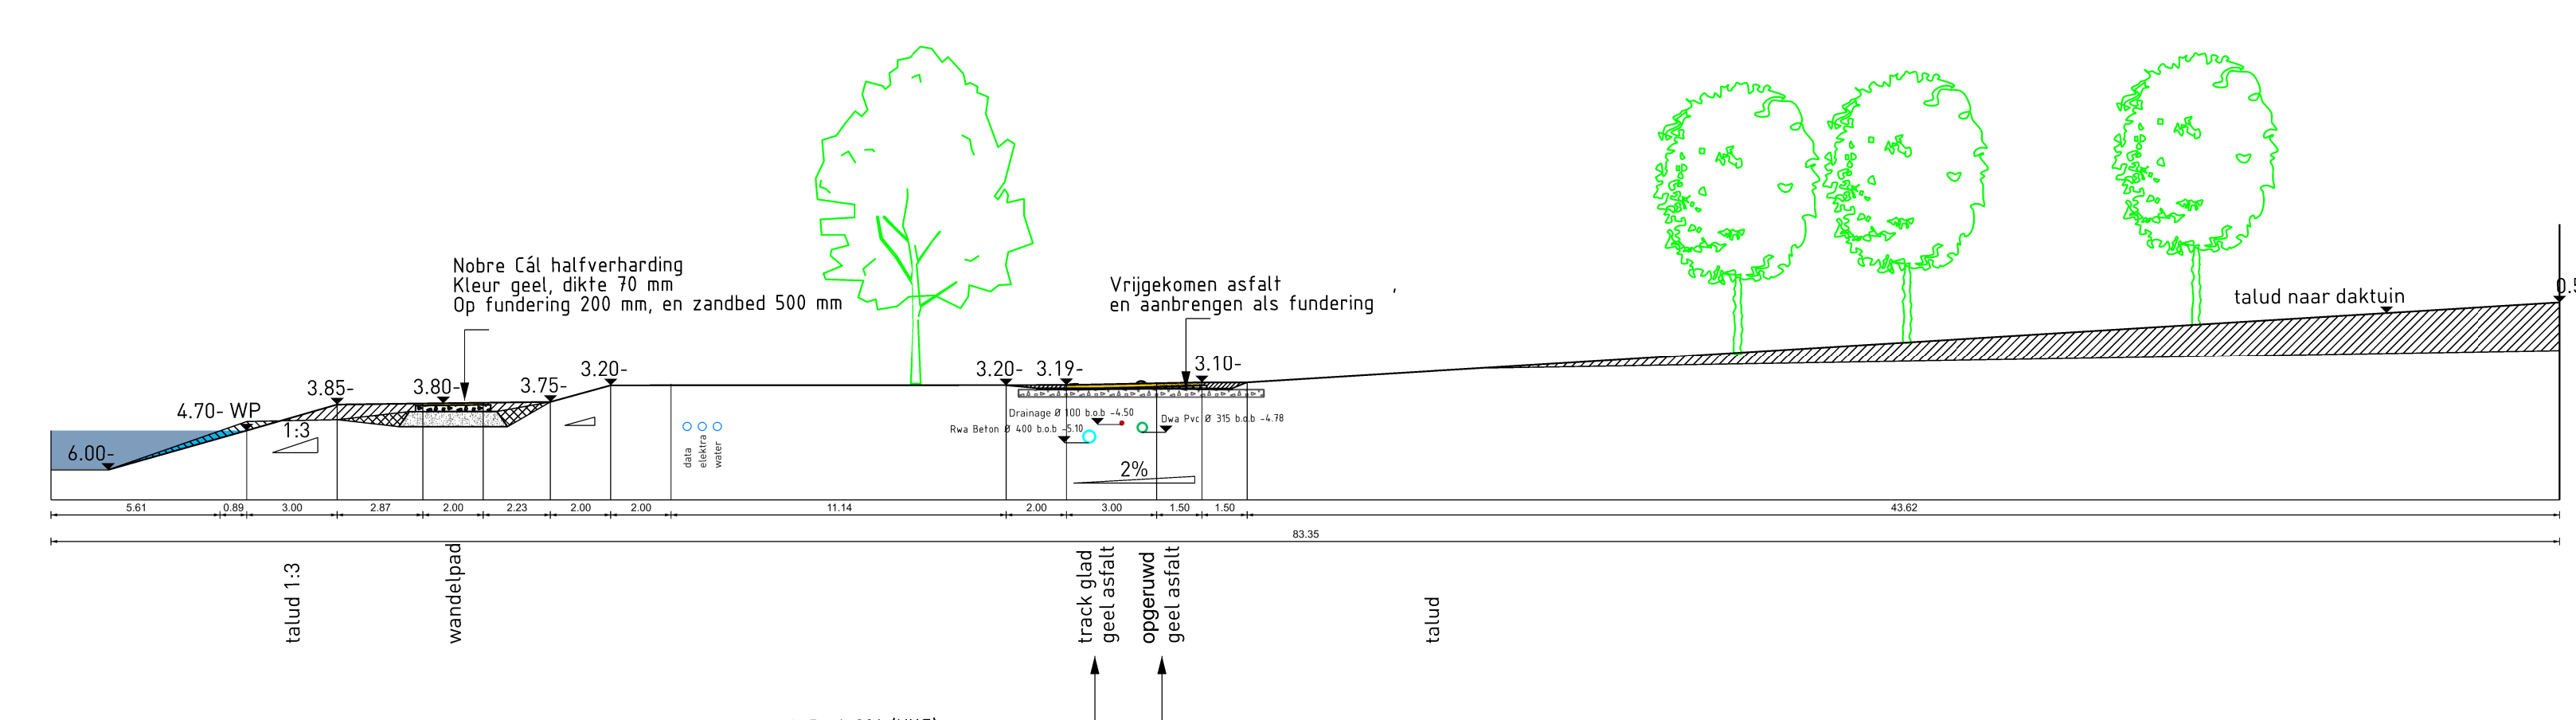 Nobre Cál halfverharding
Kleur geel, dikte 70 mm
Op fundering 200 mm, en zandbed 500 mm
Vrijgekomen asfalt
en aanbrengen als fundering
talud naar daktuin
6.00-
4.70- WP
1:3
3.85-
3.80-
3.75-
3.20-
3.20-
3.19-
3.10-
data
elektra
water
Drainage Ø 100 b.o.b -4.50
Rwa Beton Ø 400 b.o.b -5.10
Dwa Pvc Ø 315 b.o.b -4.78
2%
5.61 0.89 3.00 2.87 2.00 2.23 2.00 2.00 11.14 2.00 3.00 1.50 1.50 43.62
83.35
talud 1:3
wandelpad
track glad
geel asfalt
opgeruwd
geel asfalt
talud